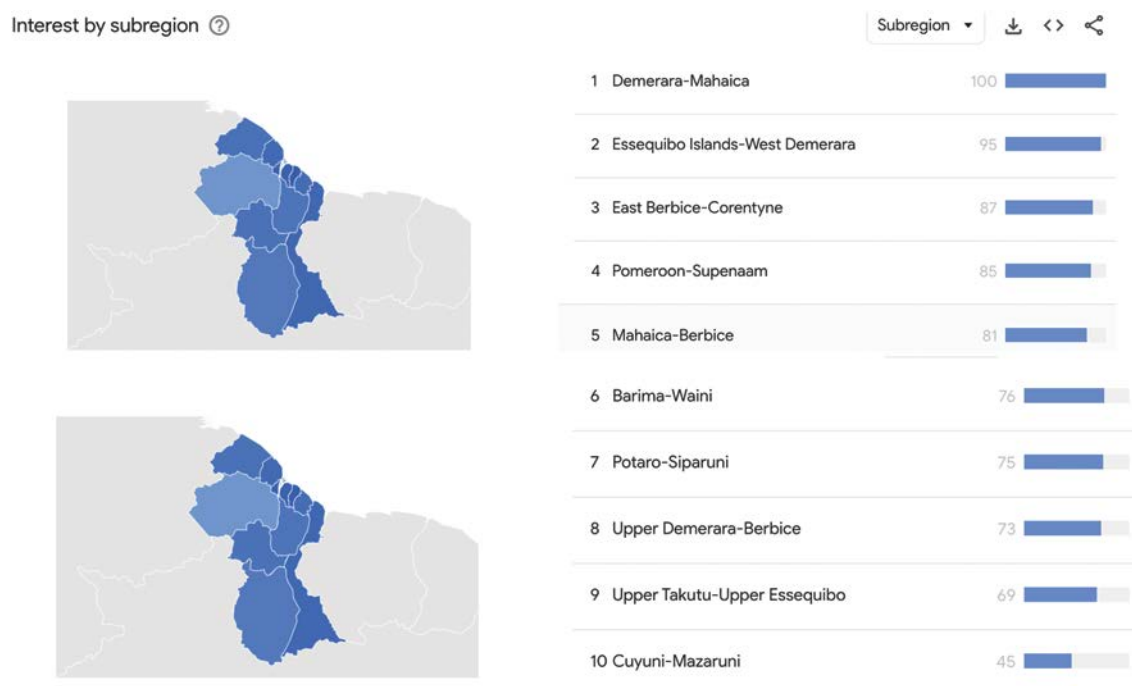 Interest by subregion ?
Subregion
1 Demerara-Mahaica 100
2 Essequibo Islands-West Demerara 95
3 East Berbice-Corentyne 87
4 Pomeroon-Supenaam 85
5 Mahaica-Berbice 81
6 Barima-Waini 76
7 Potaro-Siparuni 75
8 Upper Demerara-Berbice 73
9 Upper Takutu-Upper Essequibo 69
10 Cuyuni-Mazaruni 45